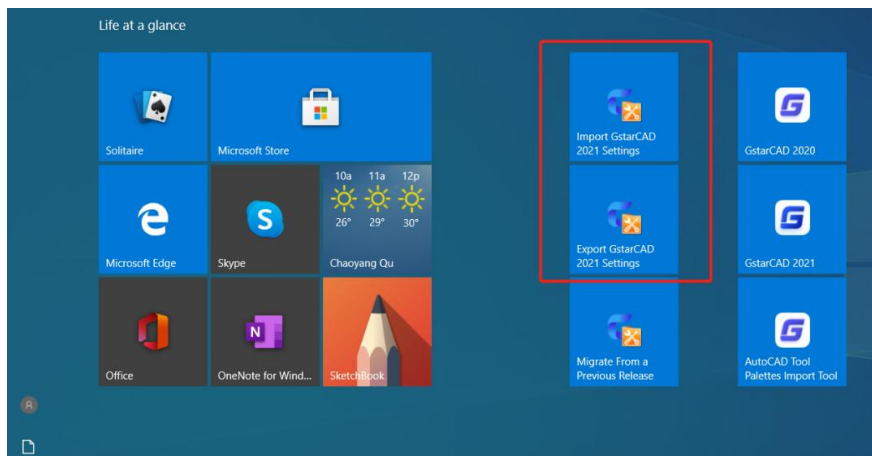 Life at a glance
Solitaire
Microsoft Store
Import GstarCAD
2021 Settings
GstarCAD 2020
Microsoft Edge
Skype
10a 11a 12p
26° 29° 30°
Chaoyang Qu
Export GstarCAD
2021 Settings
GstarCAD 2021
Office
N
OneNote for Wind...
SketchBook
Migrate From a
Previous Release
AutoCAD Tool
Palettes Import Tool